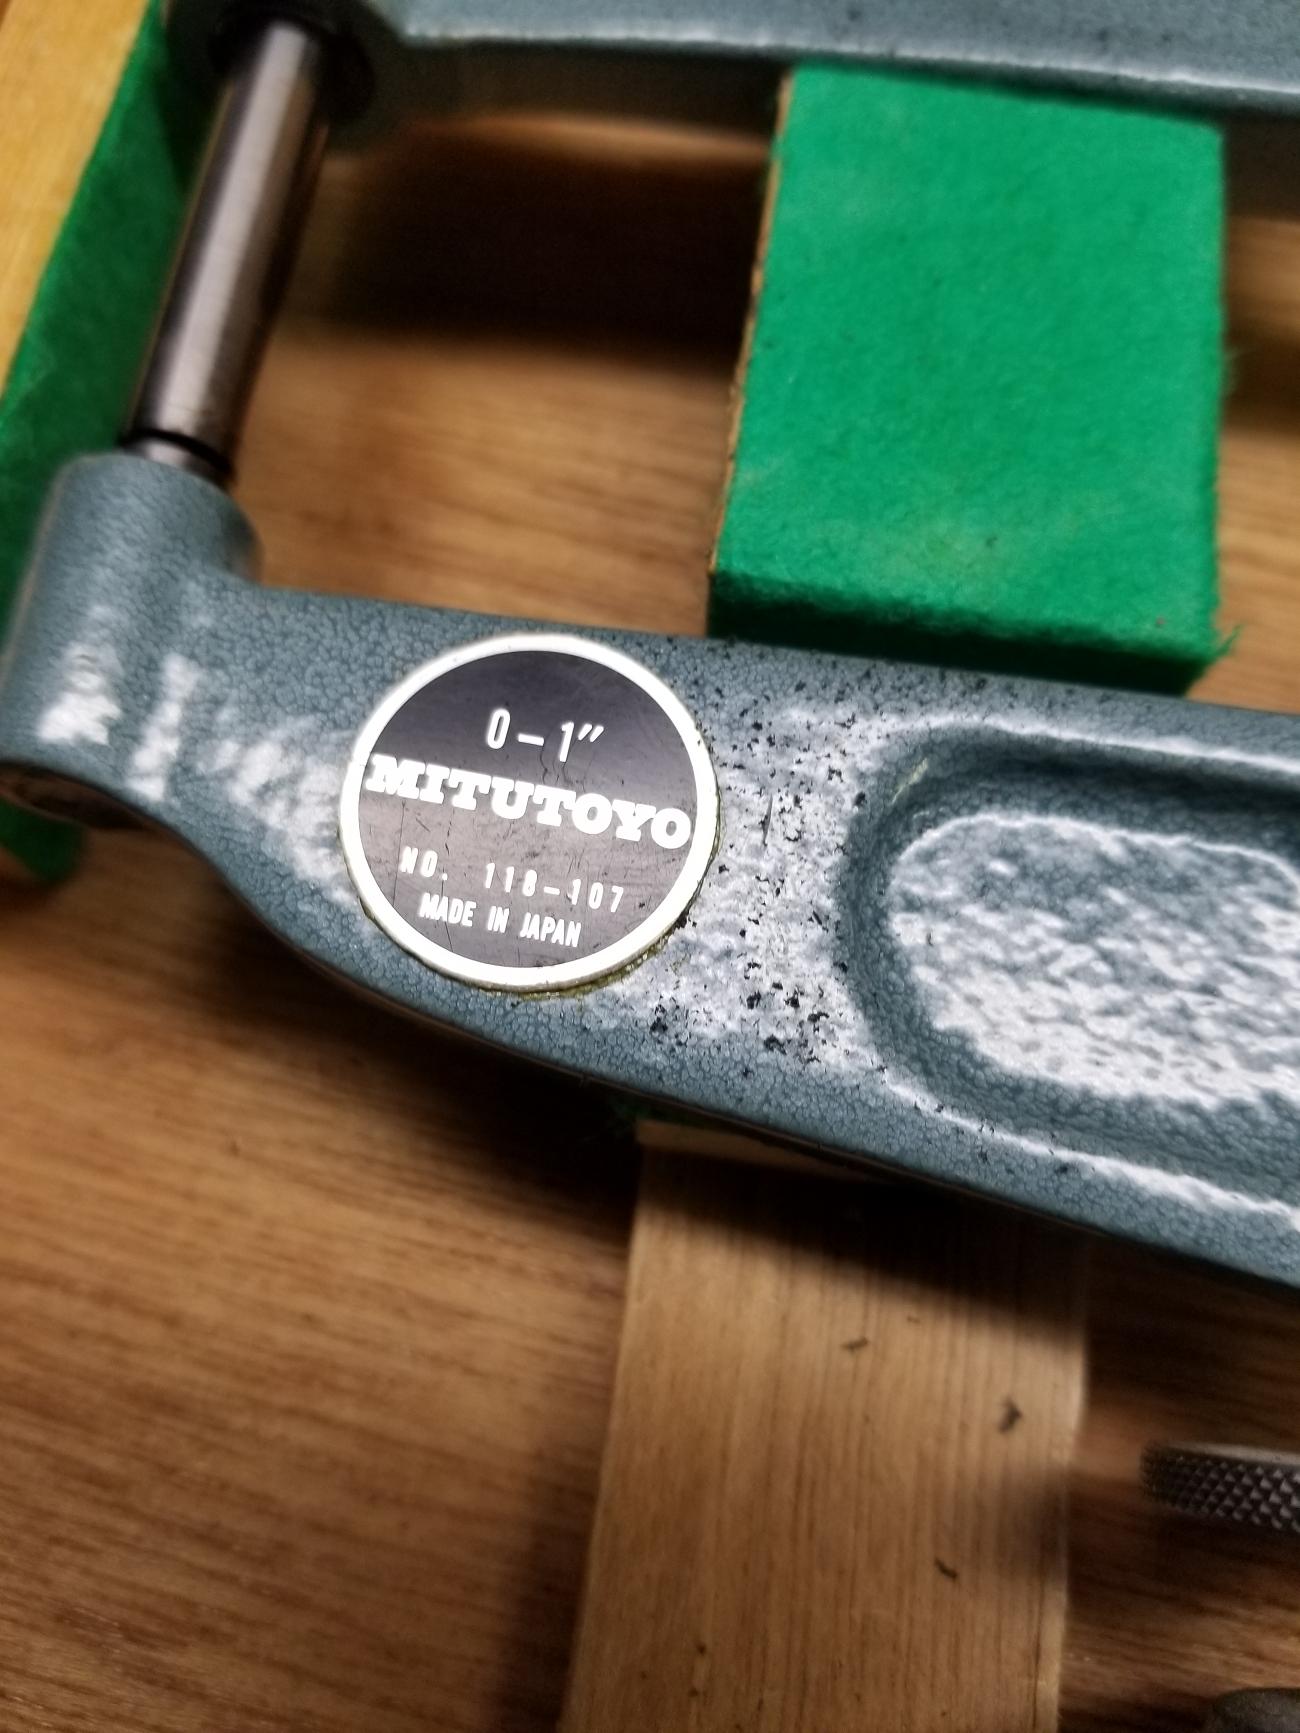 0-1"
MITUTOYO
NO. 118-107
MADE IN JAPAN